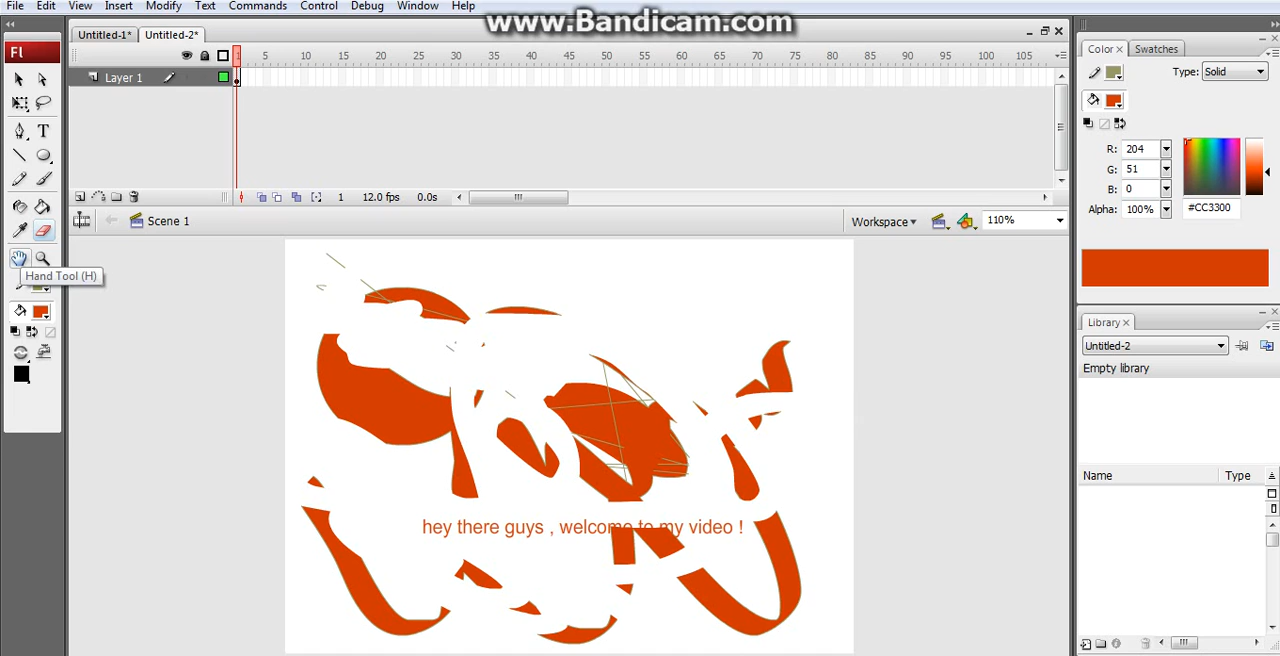 File Edit View Insert Modify Text Commands Control Debug Window Help
www.Bandicam.com
Untitled-1* Untitled-2*
Fl
1 5 10 15 20 25 30 35 40 45 50 55 60 65 70 75 80 85 90 95 100 105
Layer 1
1 12.0 fps 0.0s
Scene 1
Workspace
110%
Hand Tool (H)
hey there guys , welcome to my video !
Color Swatches
Type: Solid
R: 204
G: 51
B: 0
Alpha: 100%
#CC3300
Library
Untitled-2
Empty library
Name Type